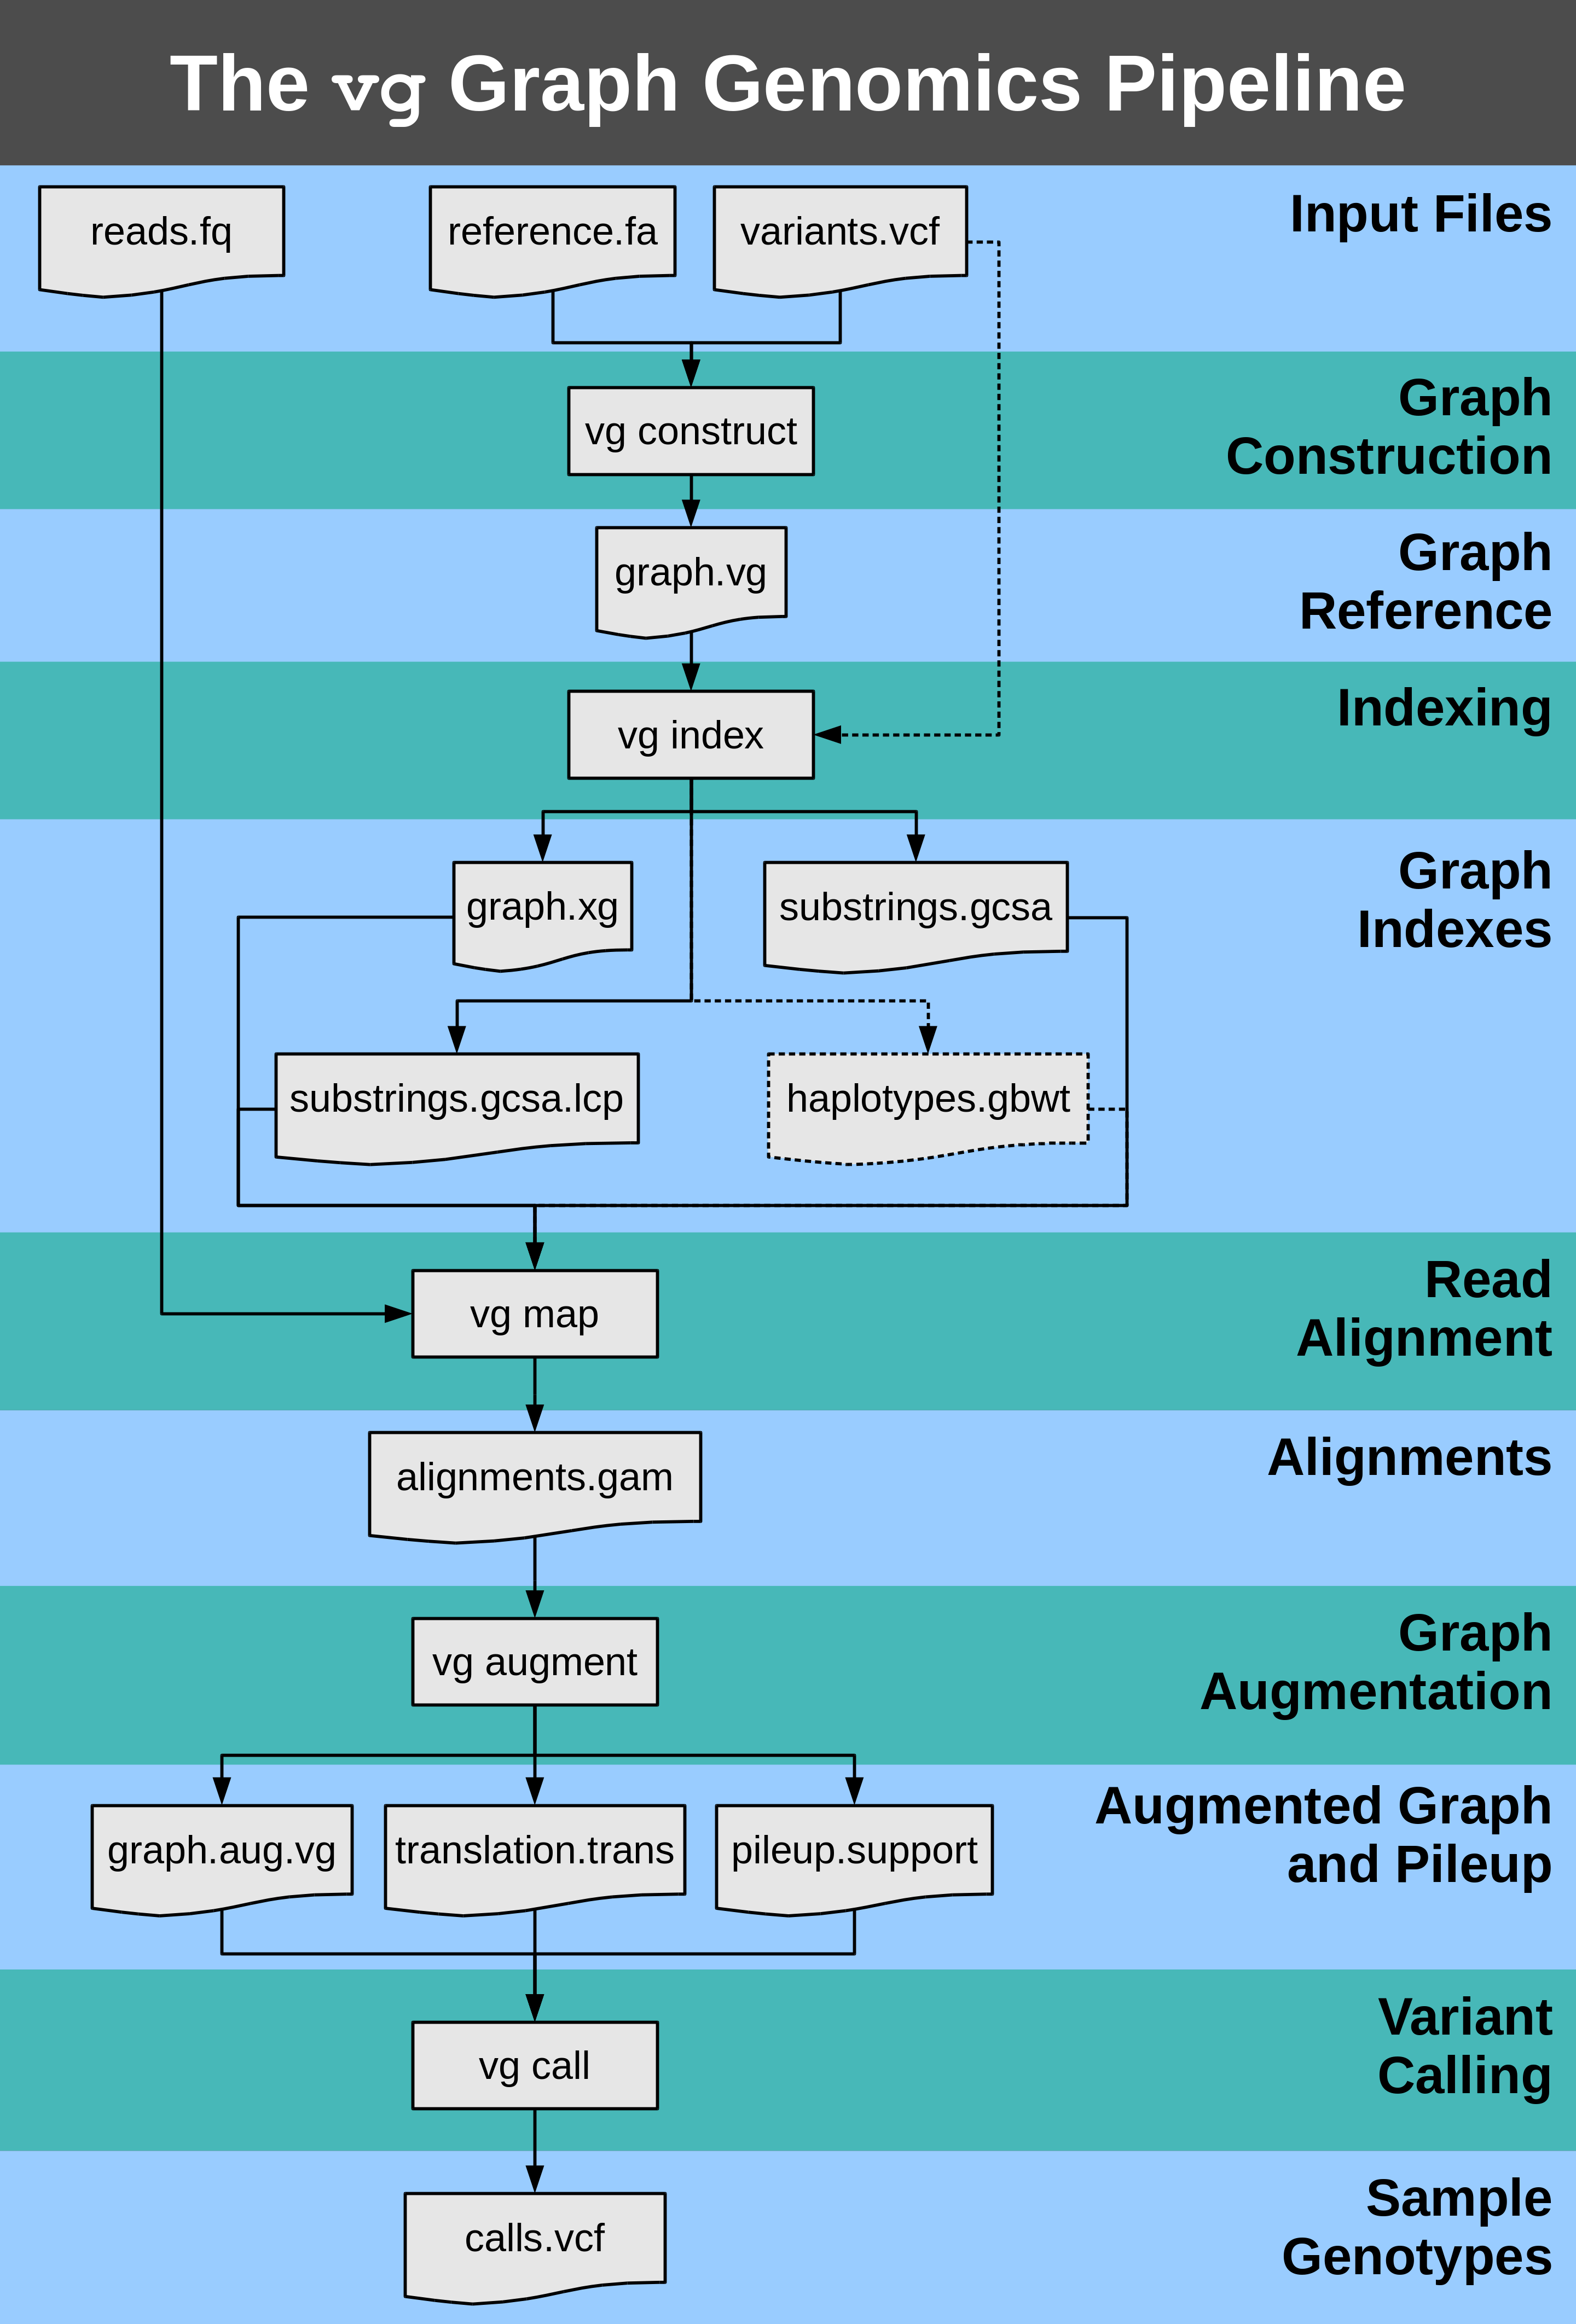 The vg Graph Genomics Pipeline
Input Files
reads.fq
reference.fa
variants.vcf
Graph
Construction
vg construct
Graph
Reference
graph.vg
Indexing
vg index
Graph
Indexes
graph.xg
substrings.gcsa
substrings.gcsa.lcp
haplotypes.gbwt
Read
Alignment
vg map
Alignments
alignments.gam
Graph
Augmentation
vg augment
Augmented Graph
and Pileup
graph.aug.vg
translation.trans
pileup.support
Variant
Calling
vg call
Sample
Genotypes
calls.vcf